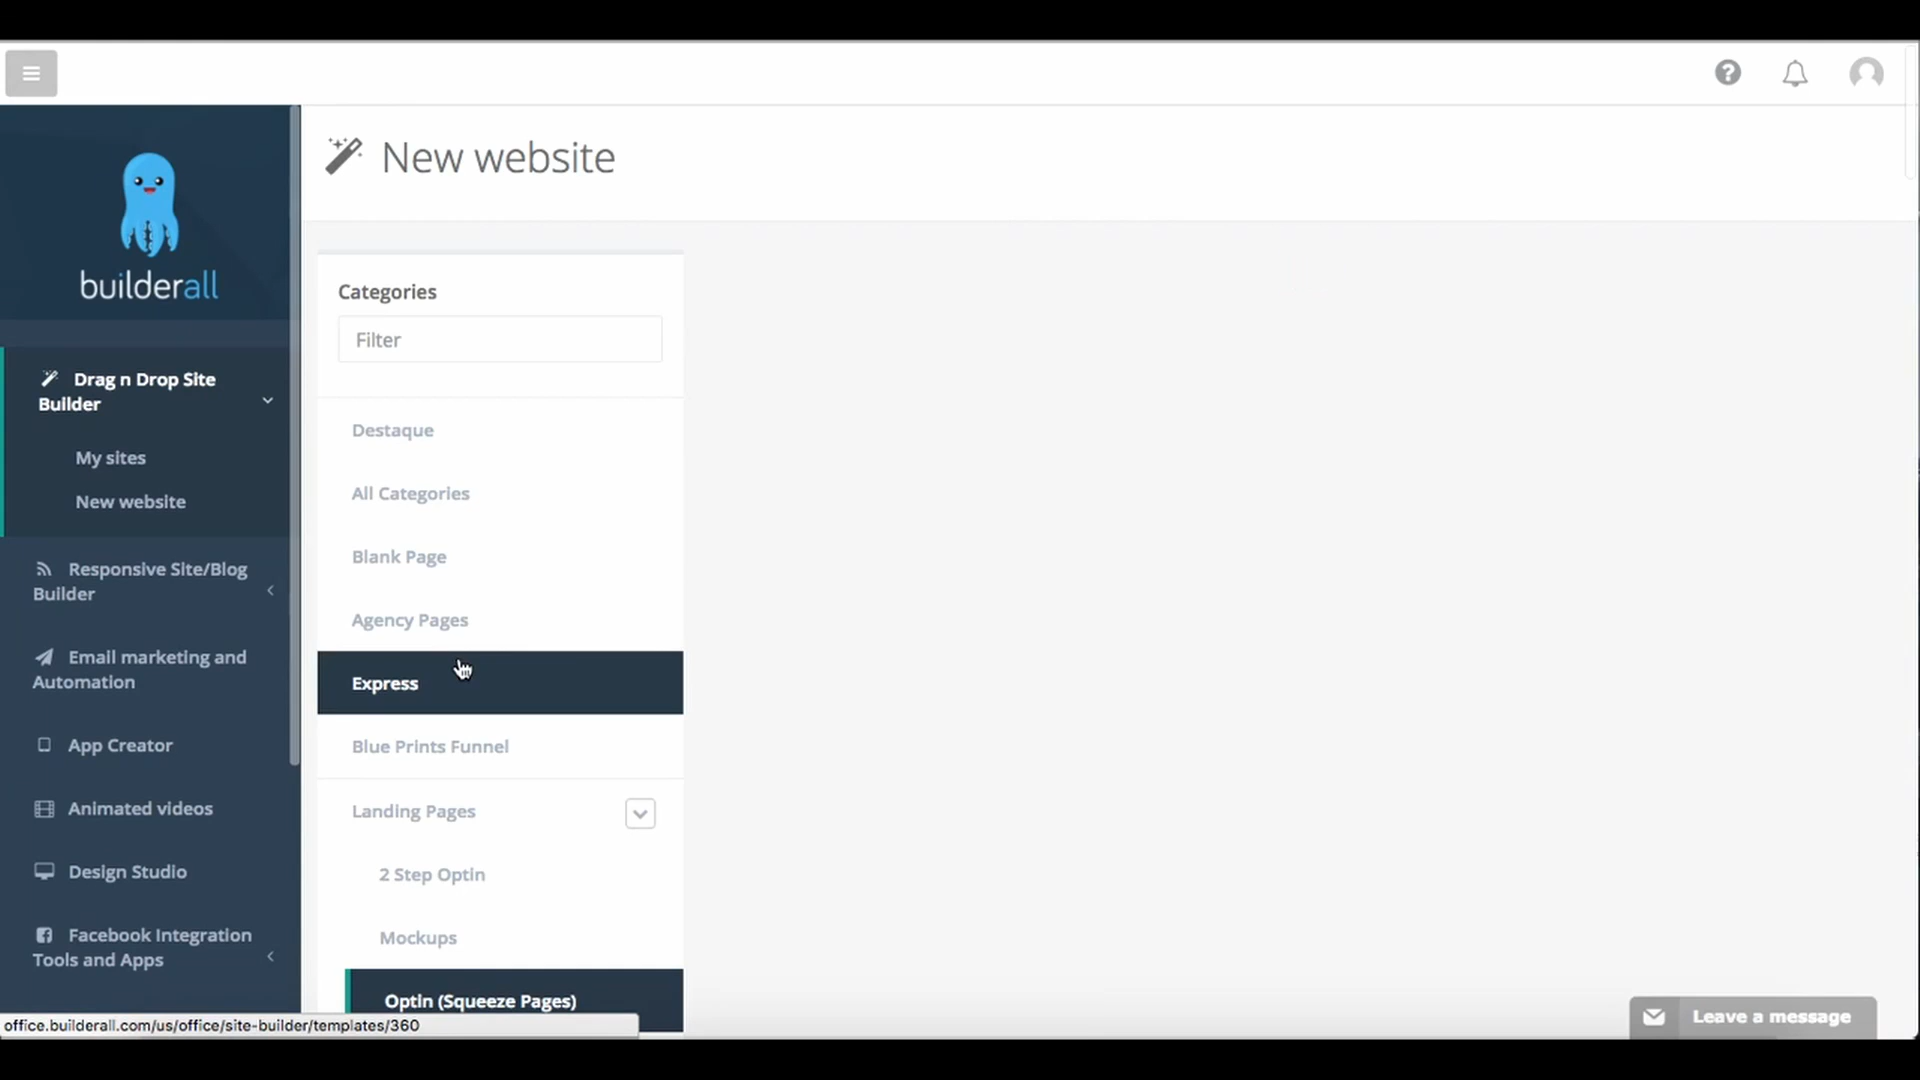 New website
builderall
Categories
Filter
Drag n Drop Site
Builder
My sites
New website
Responsive Site/Blog
Builder
Email marketing and
Automation
App Creator
Animated videos
Design Studio
Facebook Integration
Tools and Apps
Destaque
All Categories
Blank Page
Agency Pages
Express
Blue Prints Funnel
Landing Pages
2 Step Optin
Mockups
Optin (Squeeze Pages)
office.builderall.com/us/office/site-builder/templates/360
Leave a message